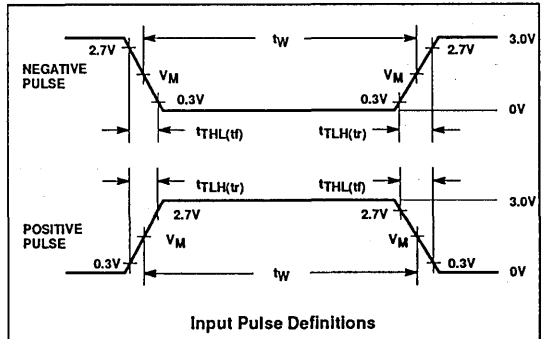 tW
2.7V
2.7V
3.0V
NEGATIVE
PULSE
VM
VM
0.3V
0.3V
0V
tTHL(tf)
tTLH(tr)
tTLH(tr)
tTHL(tf)
3.0V
2.7V
2.7V
POSITIVE
PULSE
VM
VM
0.3V
0.3V
tW
0V
Input Pulse Definitions